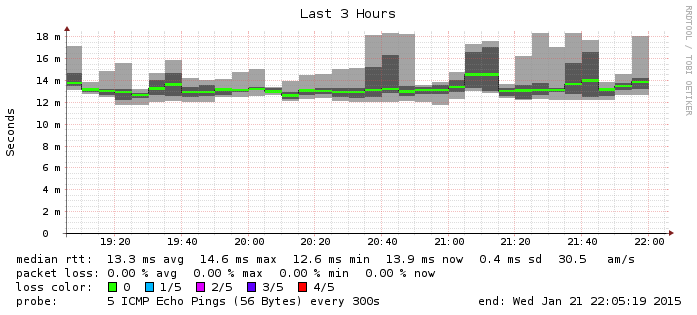 Last 3 Hours
RRDTOOL / TOBI OETIKER
Seconds
18 m
16 m
14 m
12 m
10 m
8 m
6 m
4 m
2 m
0
19:20 19:40 20:00 20:20 20:40 21:00 21:20 21:40 22:00
median rtt: 13.3 ms avg 14.6 ms max 12.6 ms min 13.9 ms now 0.4 ms sd 30.5 am/s
packet loss: 0.00 % avg 0.00 % max 0.00 % min 0.00 % now
loss color: 0 1/5 2/5 3/5 4/5
probe: 5 ICMP Echo Pings (56 Bytes) every 300s end: Wed Jan 21 22:05:19 2015